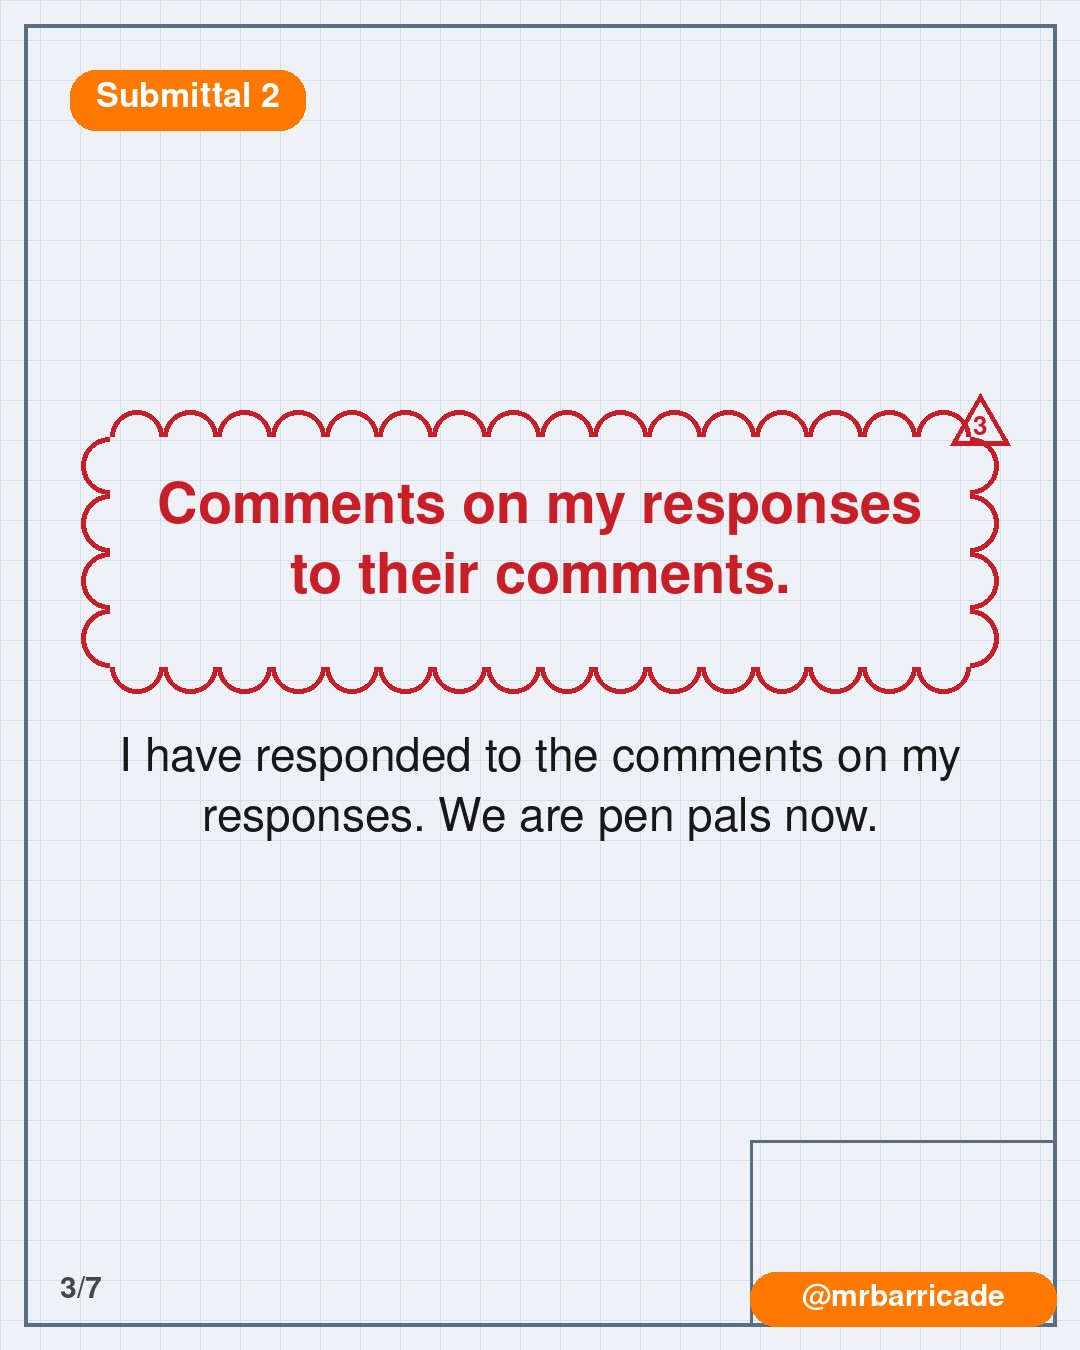 Submittal 2
3
Comments on my responses
to their comments.
I have responded to the comments on my
responses. We are pen pals now.
3/7
@mrbarricade